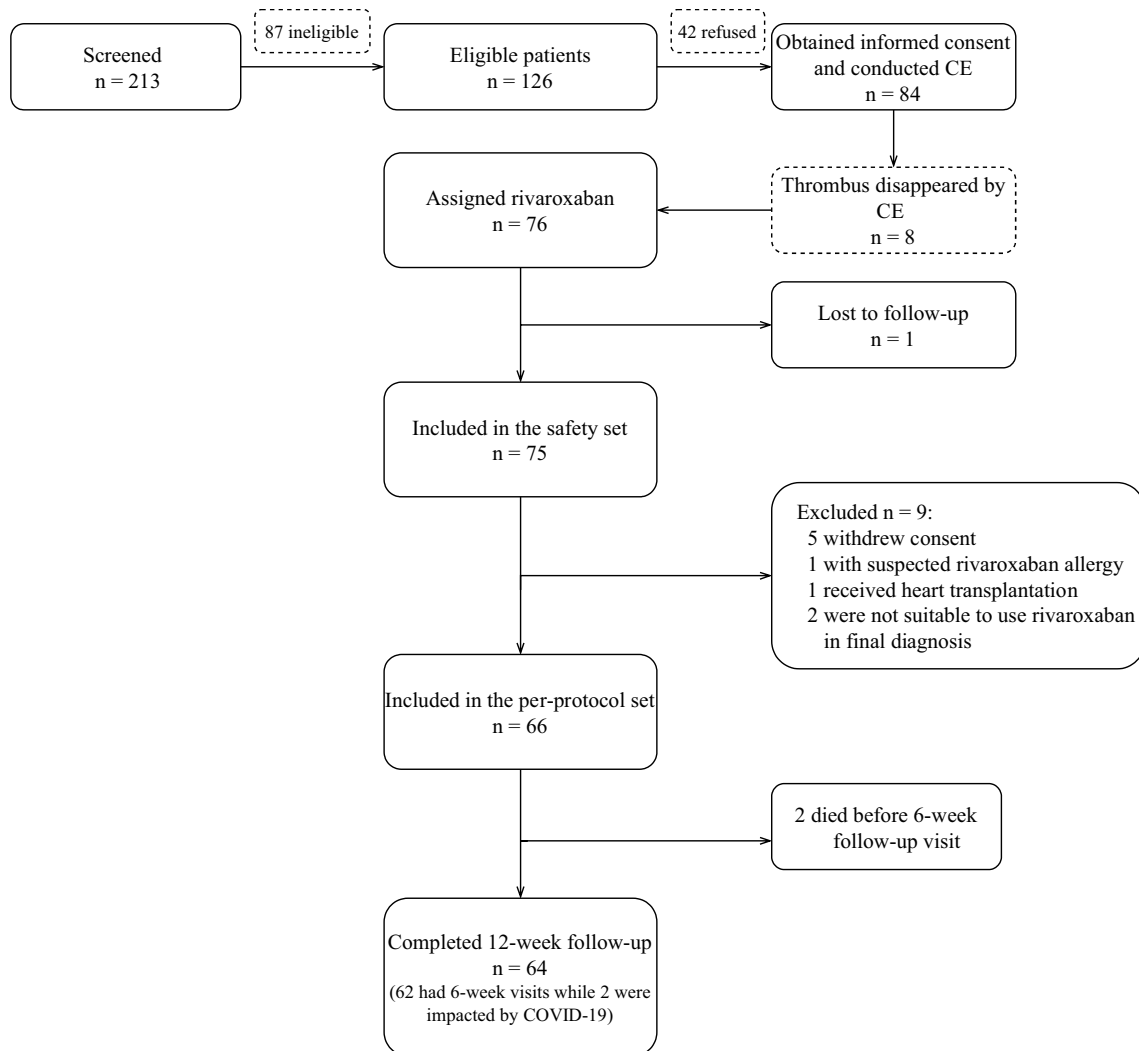 Screened
n = 213
87 ineligible
Eligible patients
n = 126
42 refused
Obtained informed consent
and conducted CE
n = 84
Thrombus disappeared by
CE
n = 8
Assigned rivaroxaban
n = 76
Lost to follow-up
n = 1
Included in the safety set
n = 75
Excluded n = 9:
5 withdrew consent
1 with suspected rivaroxaban allergy
1 received heart transplantation
2 were not suitable to use rivaroxaban
in final diagnosis
Included in the per-protocol set
n = 66
2 died before 6-week
follow-up visit
Completed 12-week follow-up
n = 64
(62 had 6-week visits while 2 were
impacted by COVID-19)